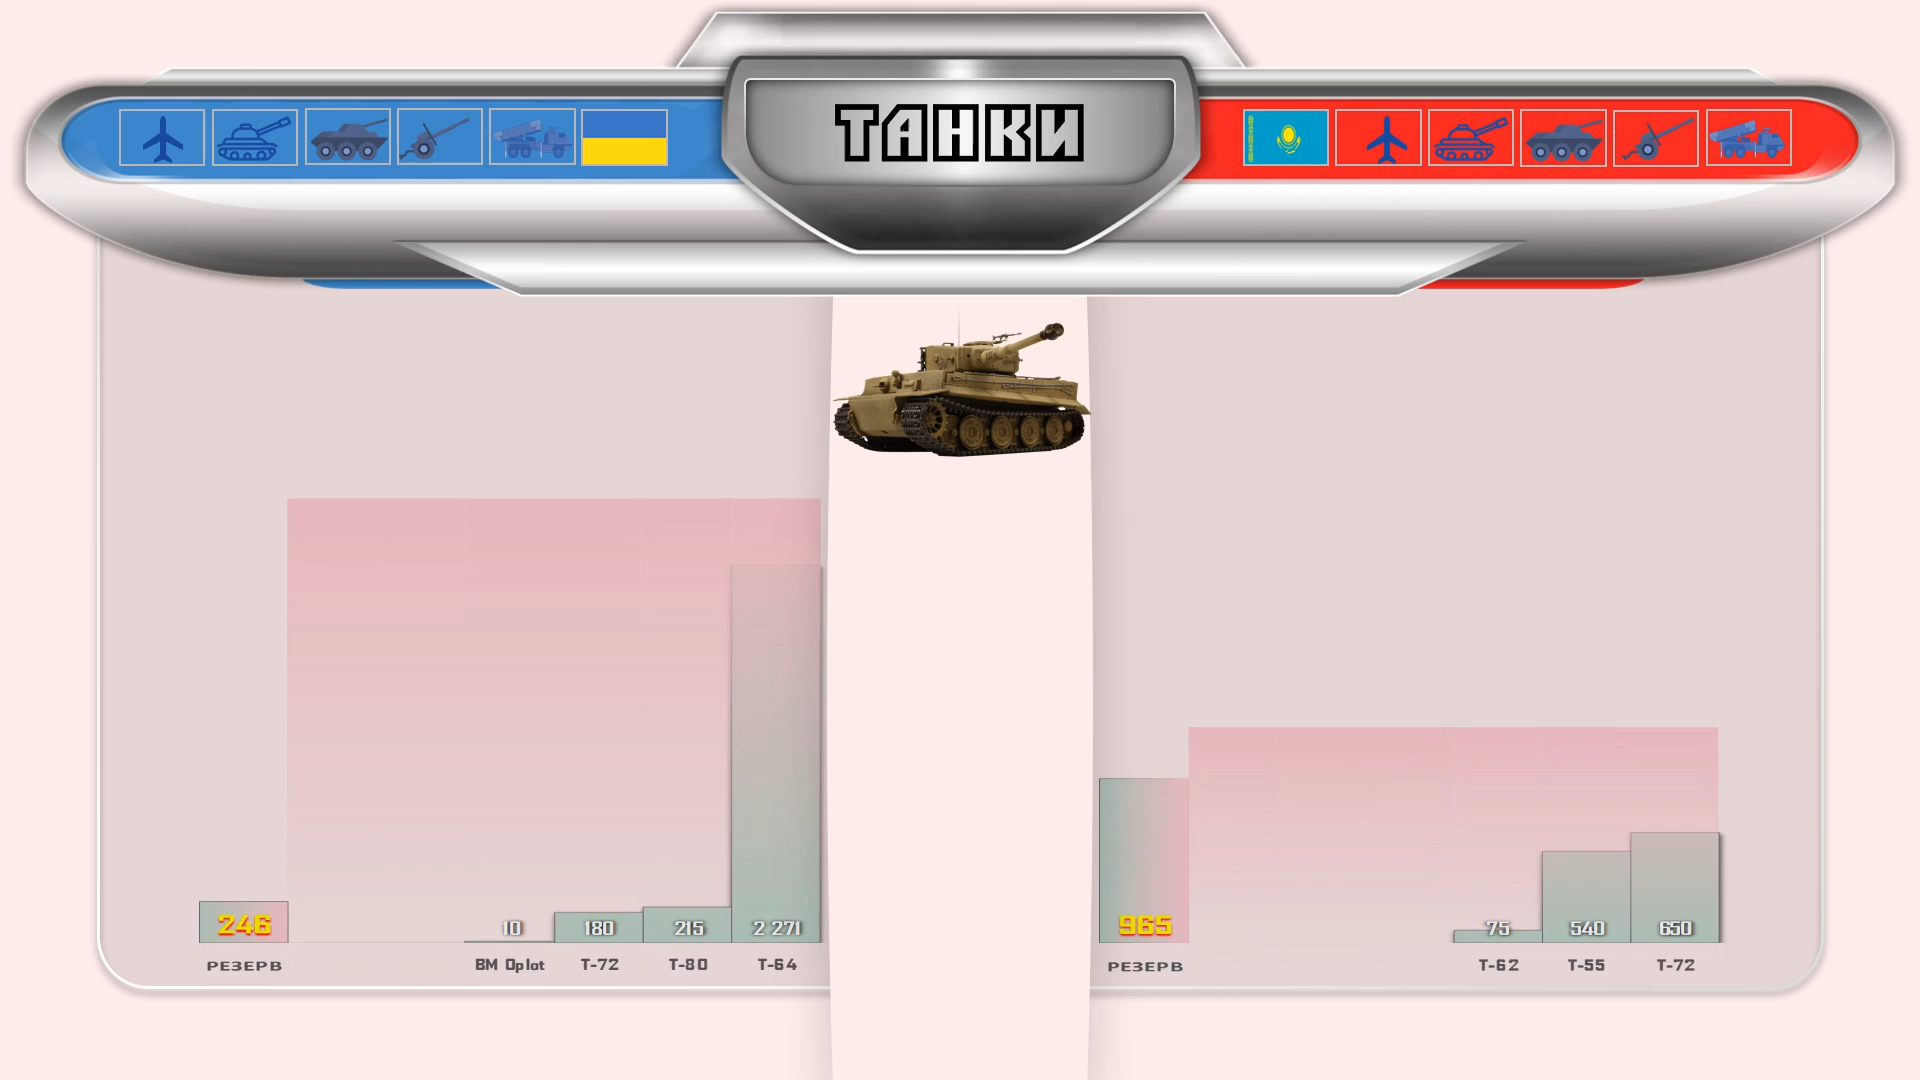 ТАНКИ
246
10
180
215
2 271
РЕЗЕРВ
BM Oplot
T-72
T-80
T-64
965
75
540
650
РЕЗЕРВ
T-62
T-55
T-72